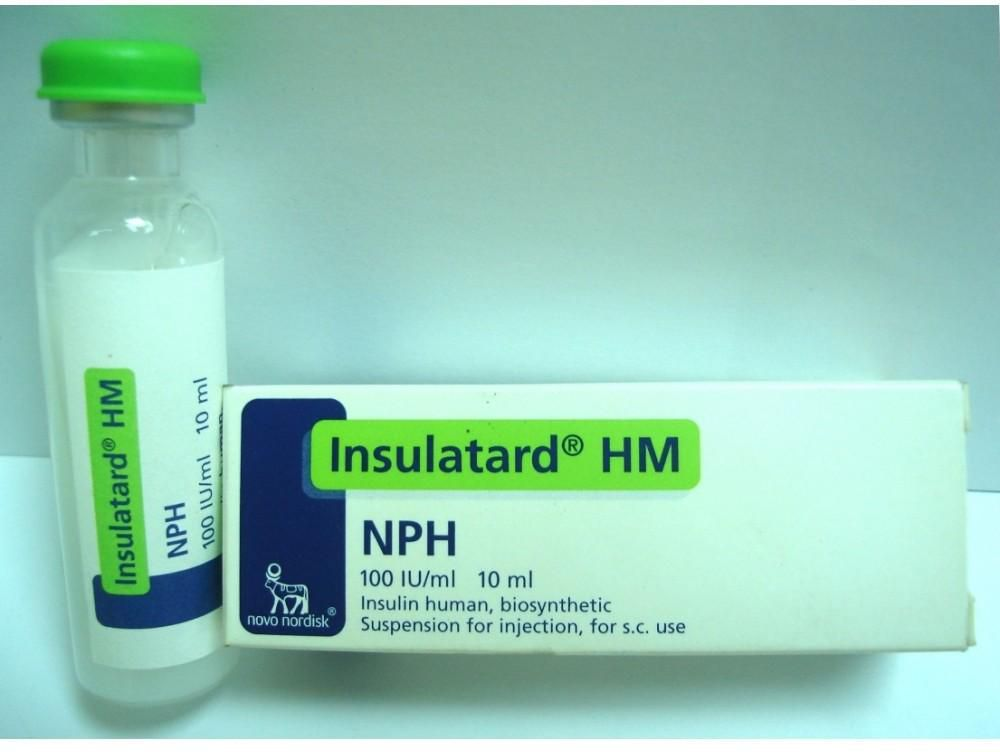 Insulatard® HM
NPH
100 IU/ml 10 ml
Insulatard® HM
NPH
100 IU/ml 10 ml
Insulin human, biosynthetic
Suspension for injection, for s.c. use
novo nordisk®